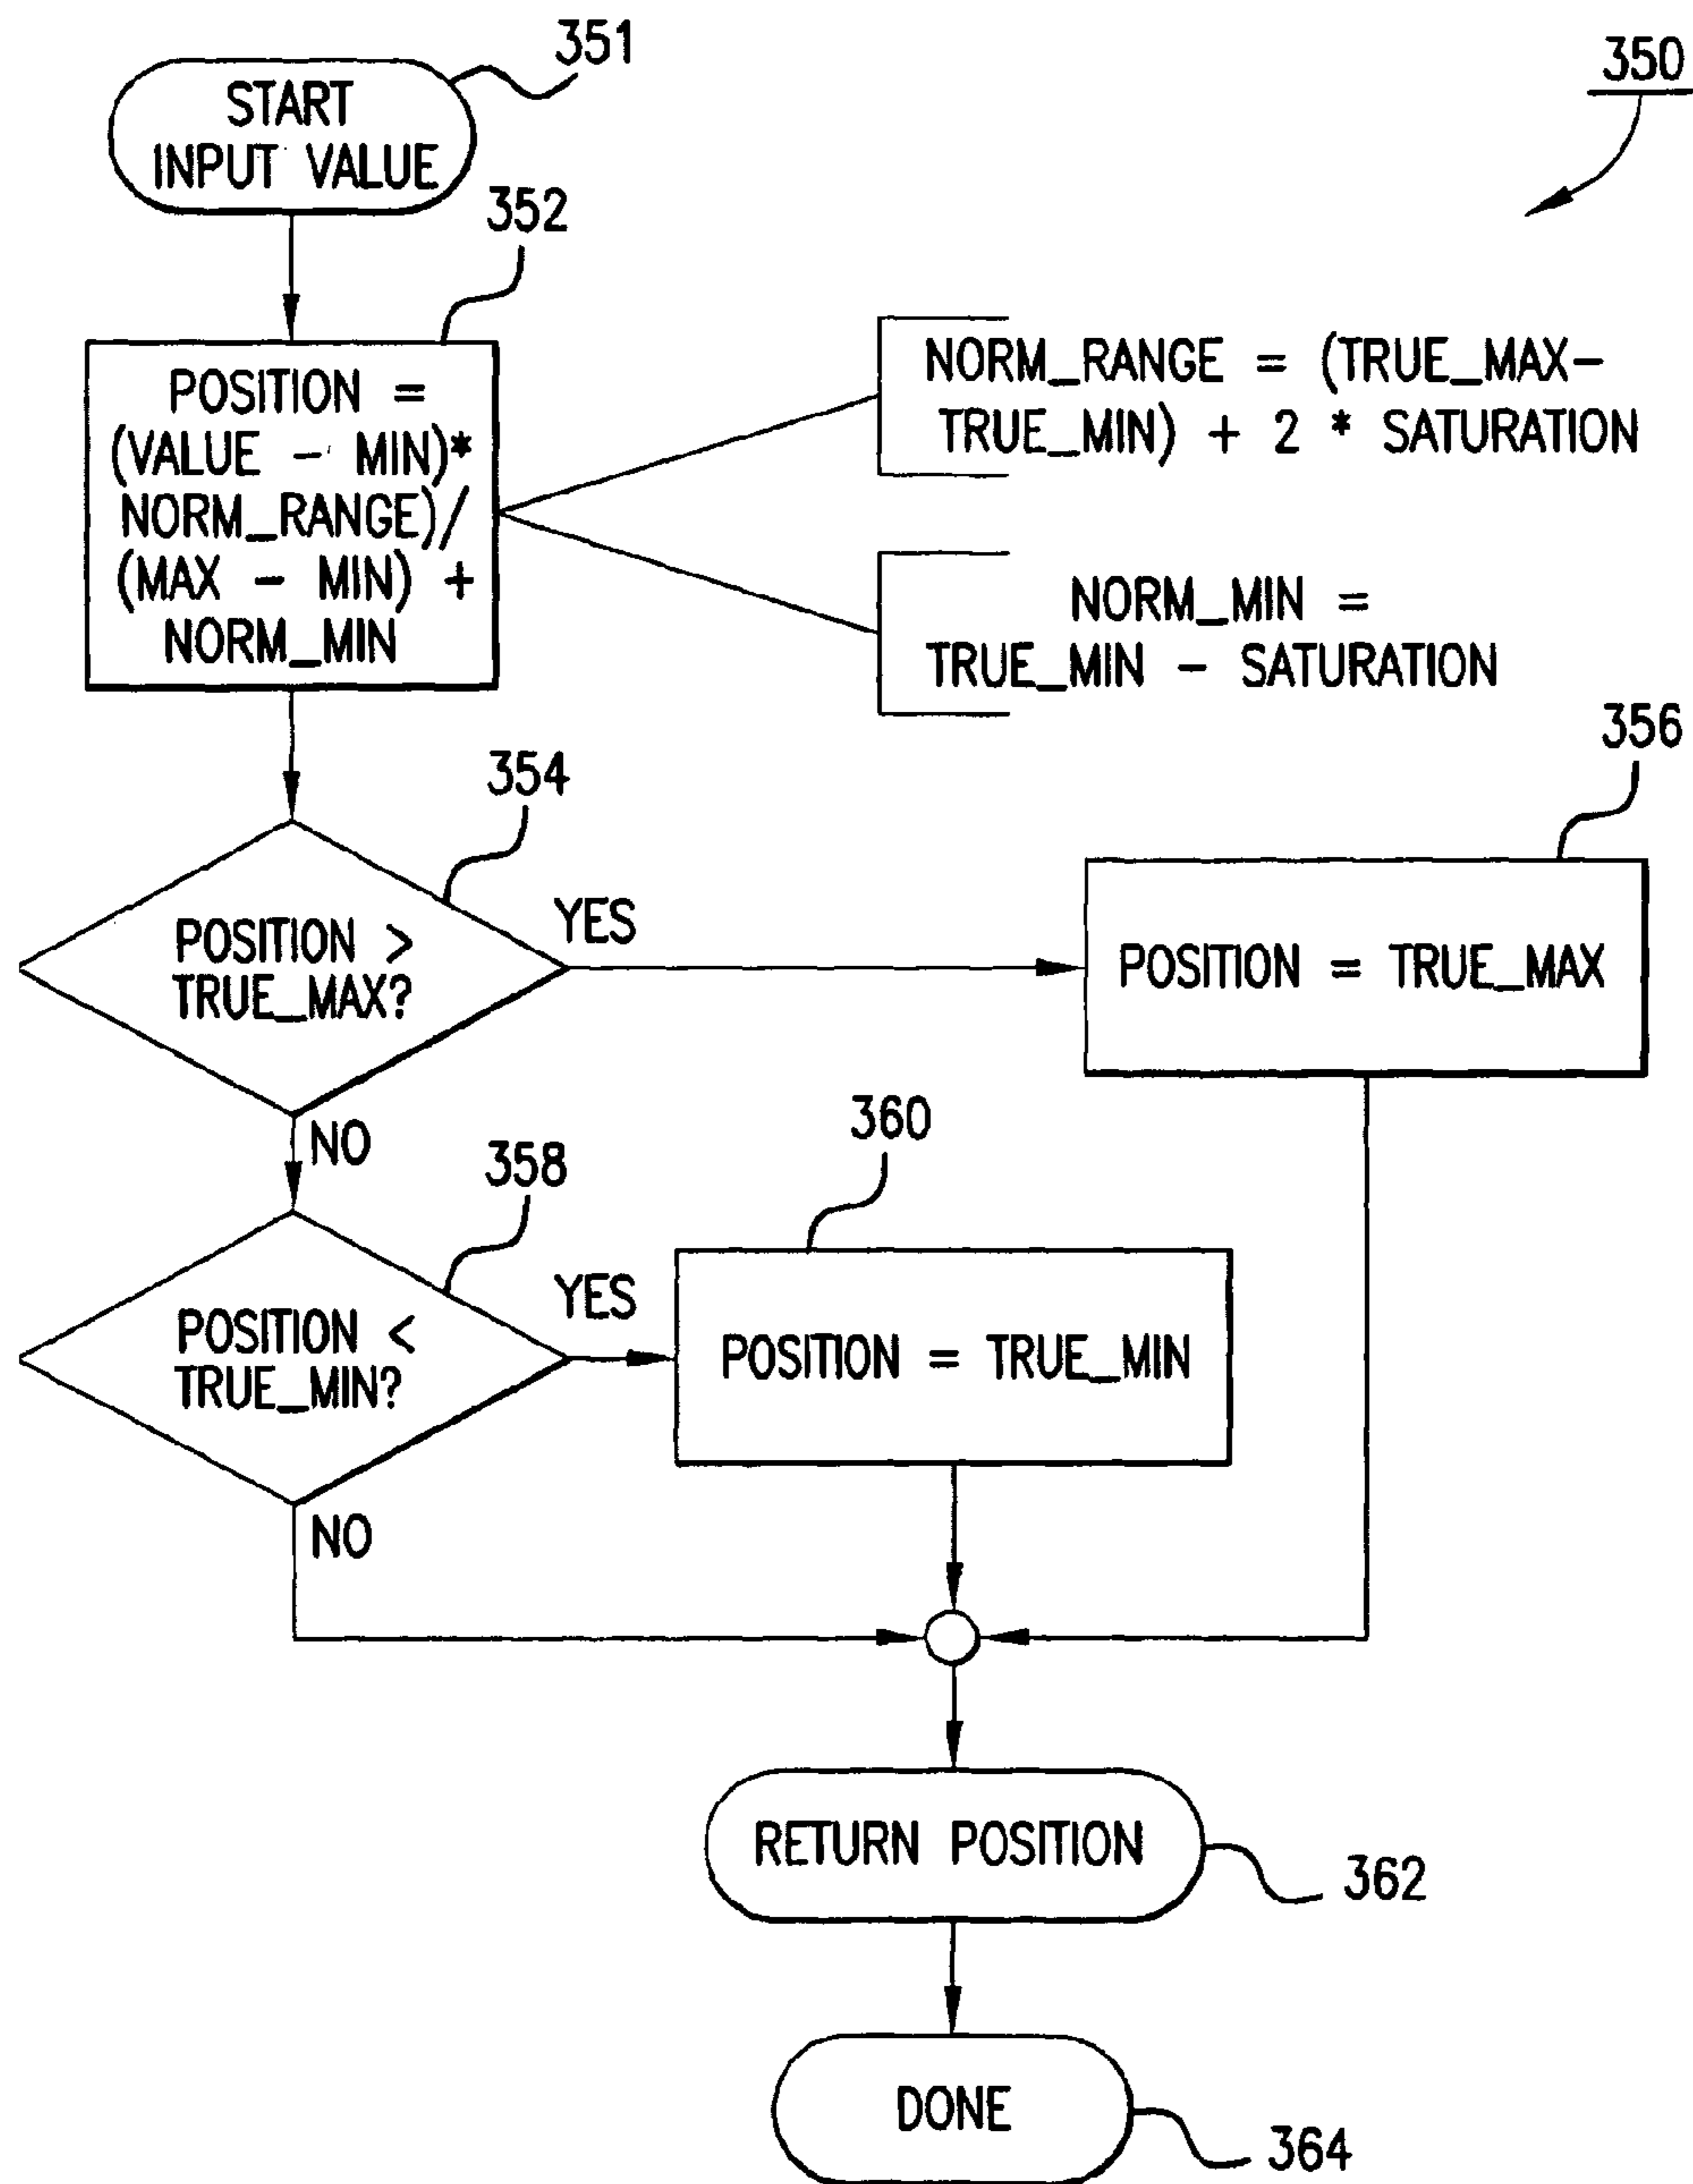 351
350
START
INPUT VALUE
352
POSITION =
(VALUE - MIN)*
NORM_RANGE)/
(MAX - MIN) +
NORM_MIN
NORM_RANGE = (TRUE_MAX-
TRUE_MIN) + 2 * SATURATION
NORM_MIN =
TRUE_MIN - SATURATION
354
POSITION >
TRUE_MAX?
YES
NO
356
POSITION = TRUE_MAX
358
POSITION <
TRUE_MIN?
YES
NO
360
POSITION = TRUE_MIN
RETURN POSITION
362
DONE
364